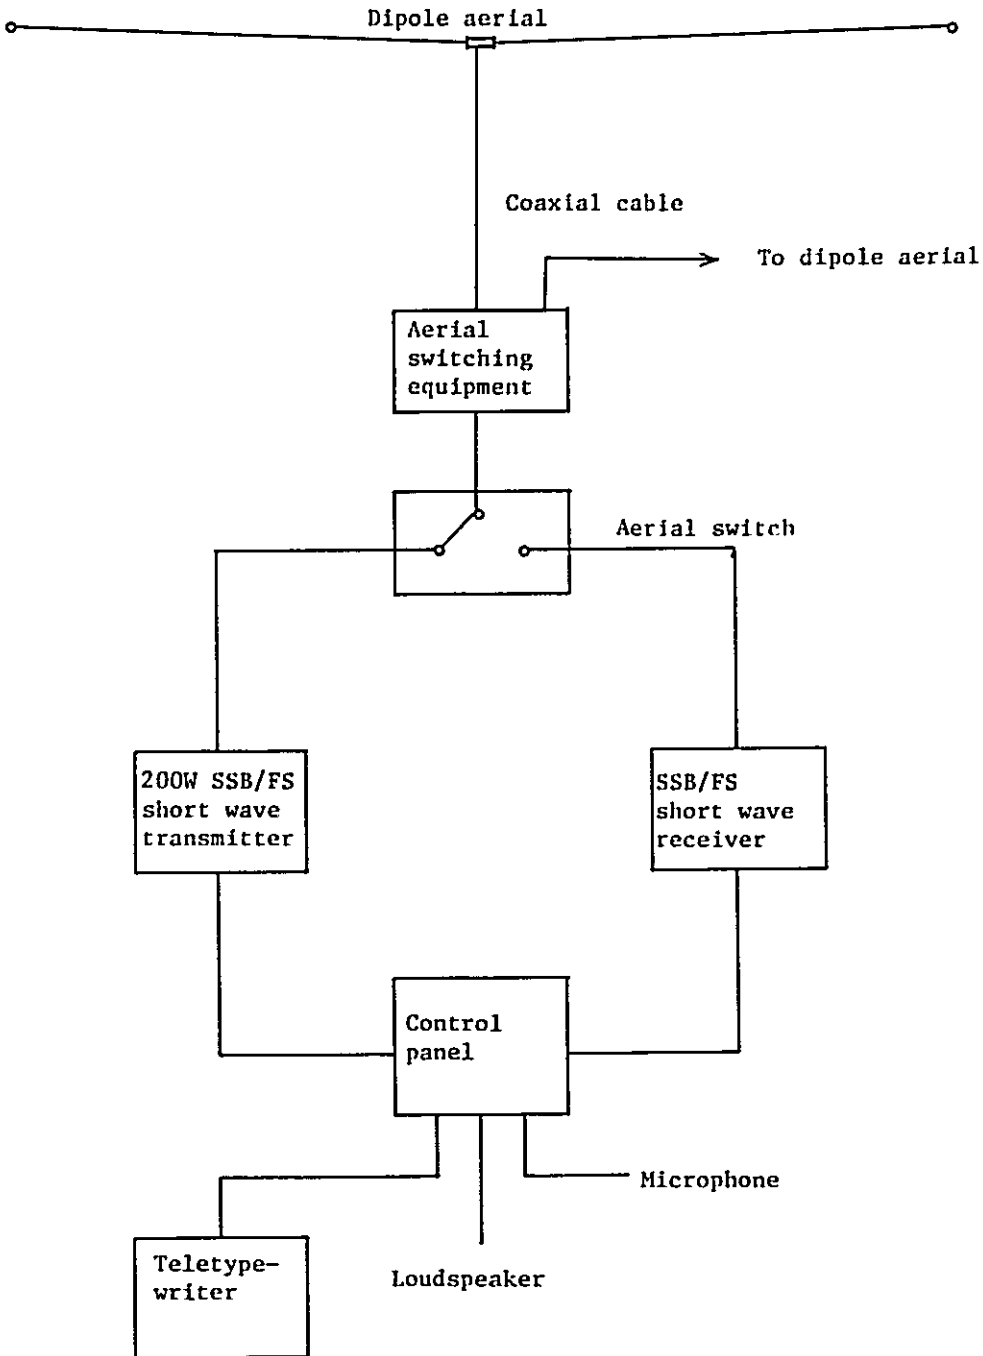 Dipole aerial
Coaxial cable
To dipole aerial
Aerial
switching
equipment
Aerial switch
200W SSB/FS
short wave
transmitter
SSB/FS
short wave
receiver
Control
panel
Microphone
Teletype-
writer
Loudspeaker